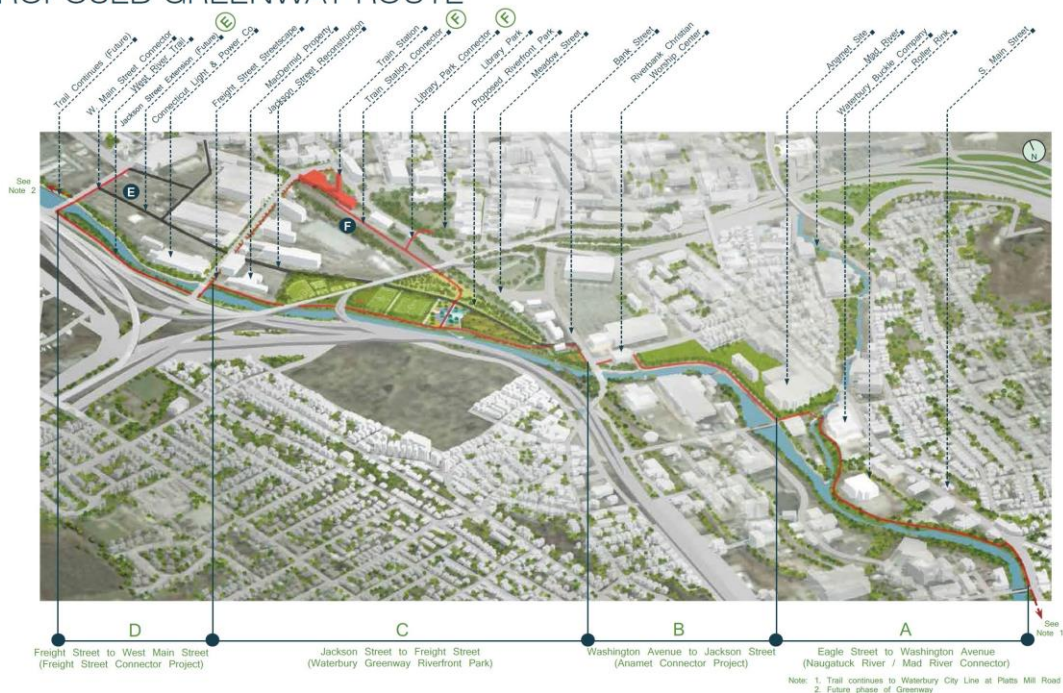 PROPOSED GREENWAY ROUTE
Trail Continues (Future)
W. Main Street Connector
West River Trail
Jackson Street Extension (Future)
E
Connecticut Light & Power Co.
Freight Street Streetscape
MacDermid Property
Jackson Street Reconstruction
Train Station
Train Station Connector
F
Library Park Connector
F
Library Park
Proposed Riverfront Park
Meadow Street
Bank Street
Riverbank Christian
Worship Center
Anamet Site
Mad River
Waterbury Buckle Company
Roller Rink
S. Main Street
N
See
Note 2
E
F
See
Note 1
D
Freight Street to West Main Street
(Freight Street Connector Project)
C
Jackson Street to Freight Street
(Waterbury Greenway Riverfront Park)
B
Washington Avenue to Jackson Street
(Anamet Connector Project)
A
Eagle Street to Washington Avenue
(Naugatuck River / Mad River Connector)
Note: 1. Trail continues to Waterbury City Line at Platts Mill Road
2. Future phase of Greenway